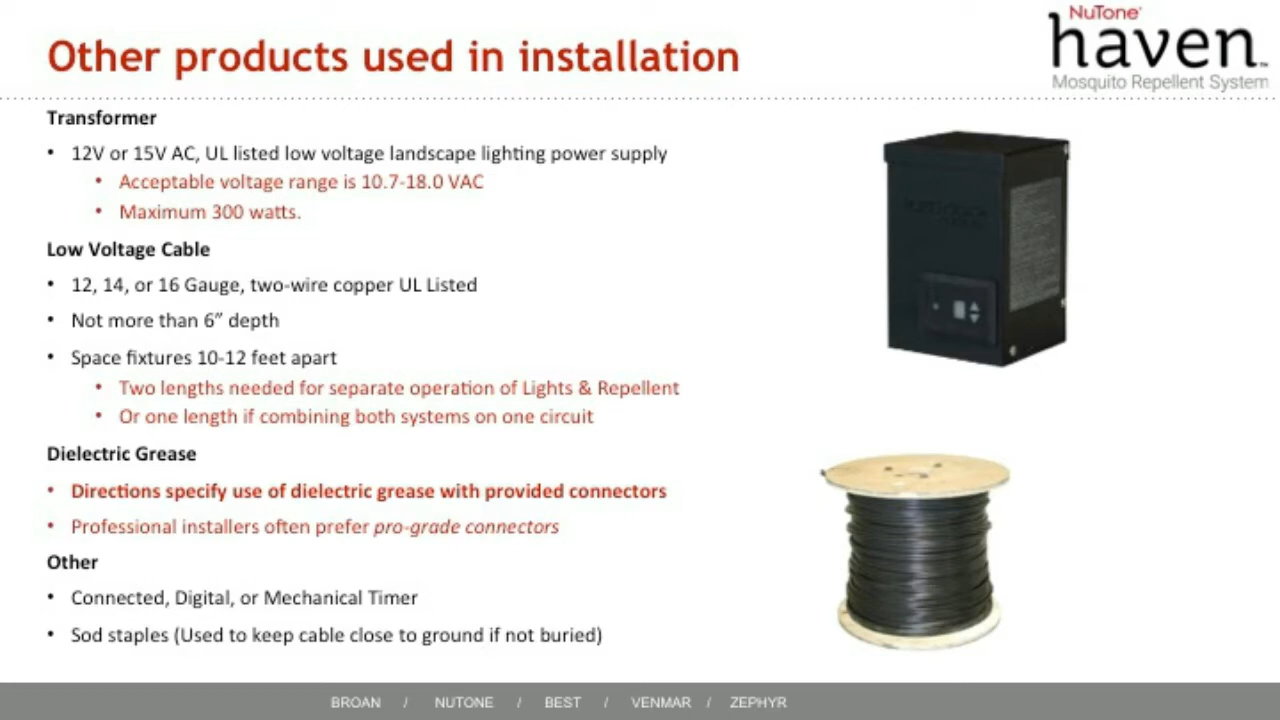 Other products used in installation
NuTone
haven™
Mosquito Repellent System
Transformer
• 12V or 15V AC, UL listed low voltage landscape lighting power supply
• Acceptable voltage range is 10.7-18.0 VAC
• Maximum 300 watts.
Low Voltage Cable
• 12, 14, or 16 Gauge, two-wire copper UL Listed
• Not more than 6” depth
• Space fixtures 10-12 feet apart
• Two lengths needed for separate operation of Lights & Repellent
• Or one length if combining both systems on one circuit
Dielectric Grease
• Directions specify use of dielectric grease with provided connectors
• Professional installers often prefer pro-grade connectors
Other
• Connected, Digital, or Mechanical Timer
• Sod staples (Used to keep cable close to ground if not buried)
BROAN / NUTONE / BEST / VENMAR / ZEPHYR